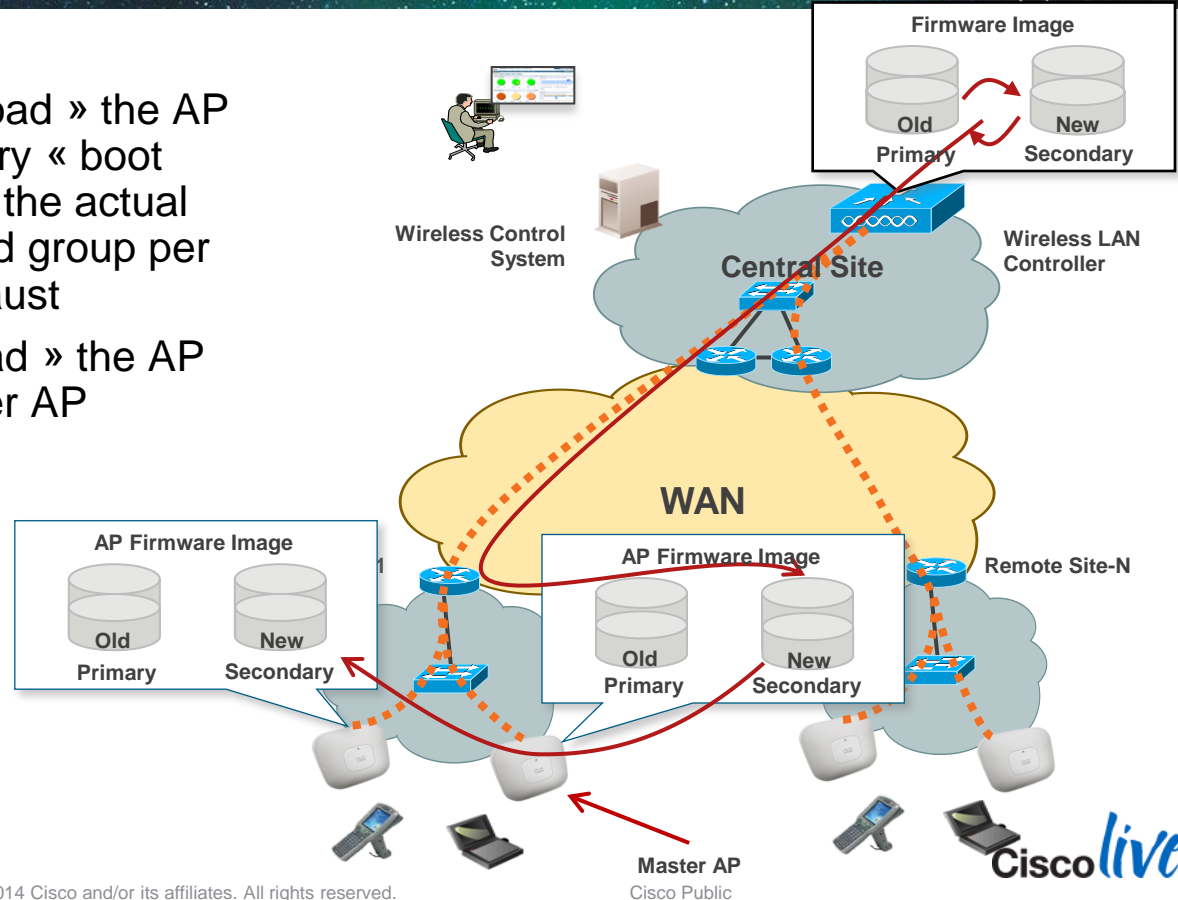 oad » the AP
ry « boot
the actual
d group per
aust
ad » the AP
er AP
Firmware Image
Old
New
Primary
Secondary
Wireless Control
System
Wireless LAN
Controller
Central Site
WAN
AP Firmware Image
1
Old
New
Primary
Secondary
AP Firmware Image
Old
New
Primary
Secondary
Remote Site-N
Master AP
014 Cisco and/or its affiliates. All rights reserved.
Cisco Public
Cisco live